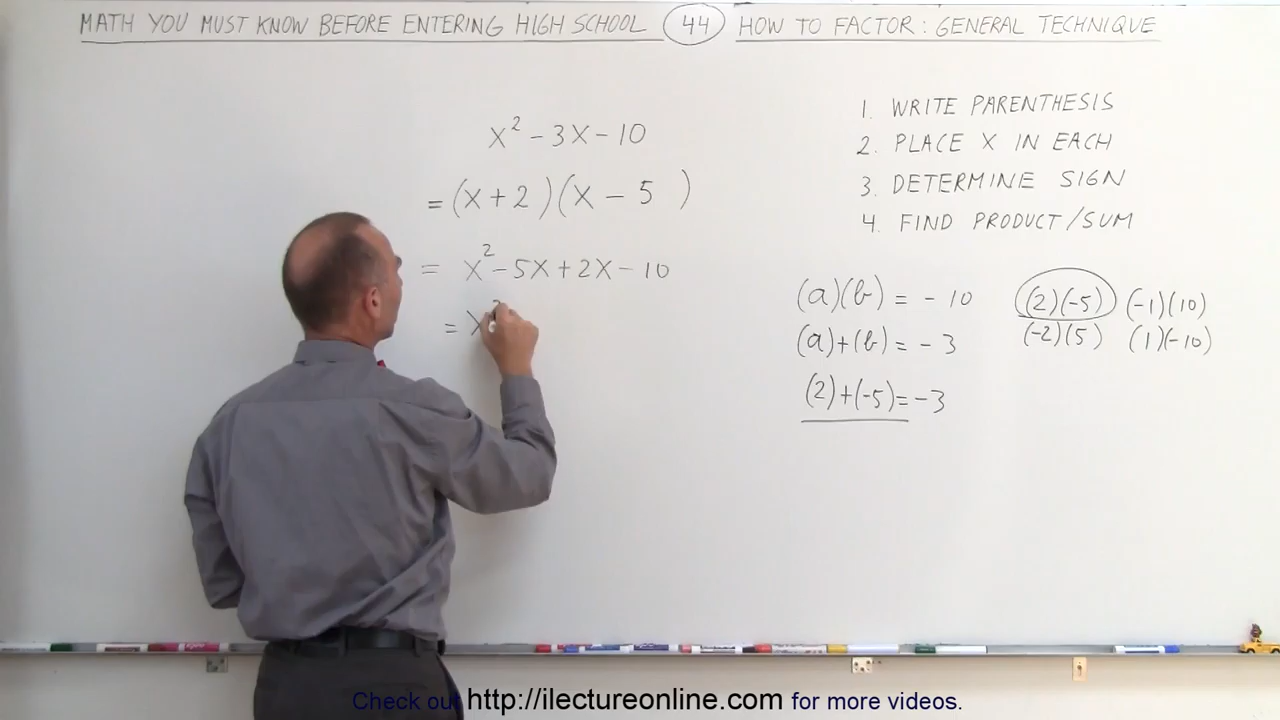 MATH YOU MUST KNOW BEFORE ENTERING HIGH SCHOOL 44 HOW TO FACTOR: GENERAL TECHNIQUE
x² - 3x - 10
= (x + 2)(x - 5)
= x² - 5x + 2x - 10
= x²
1. WRITE PARENTHESIS
2. PLACE X IN EACH
3. DETERMINE SIGN
4. FIND PRODUCT/SUM
(a)(b) = - 10
(a)+(b) = - 3
(2)+(-5) = -3
(2)(-5) (-1)(10)
(-2)(5) (1)(-10)
Check out http://ilectureonline.com for more videos.